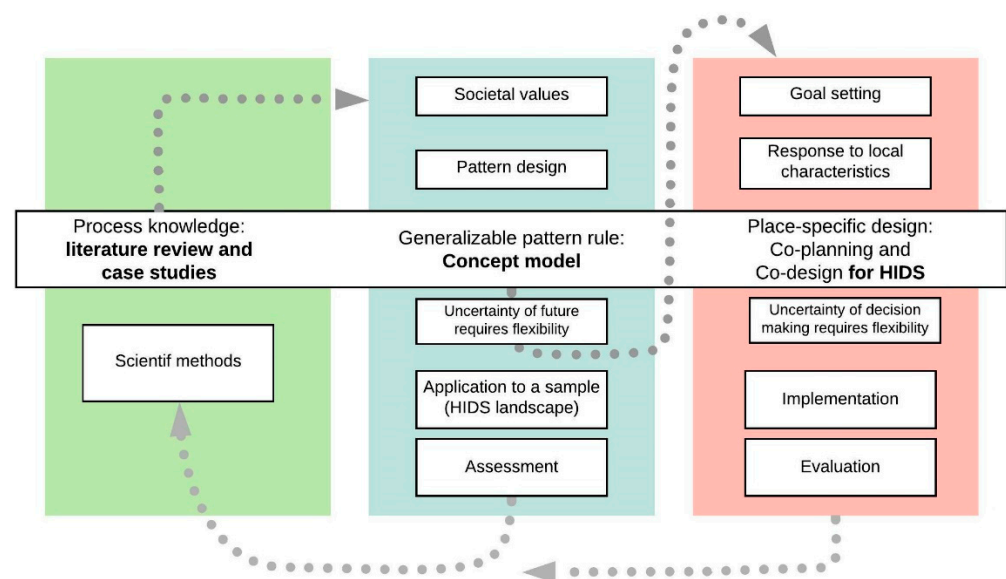 Societal values
Pattern design
Goal setting
Response to local
characteristics
Process knowledge:
literature review and
case studies
Generalizable pattern rule:
Concept model
Place-specific design:
Co-planning and
Co-design for HIDS
Scientif methods
Uncertainty of future
requires flexibility
Application to a sample
(HIDS landscape)
Assessment
Uncertainty of decision
making requires flexibility
Implementation
Evaluation